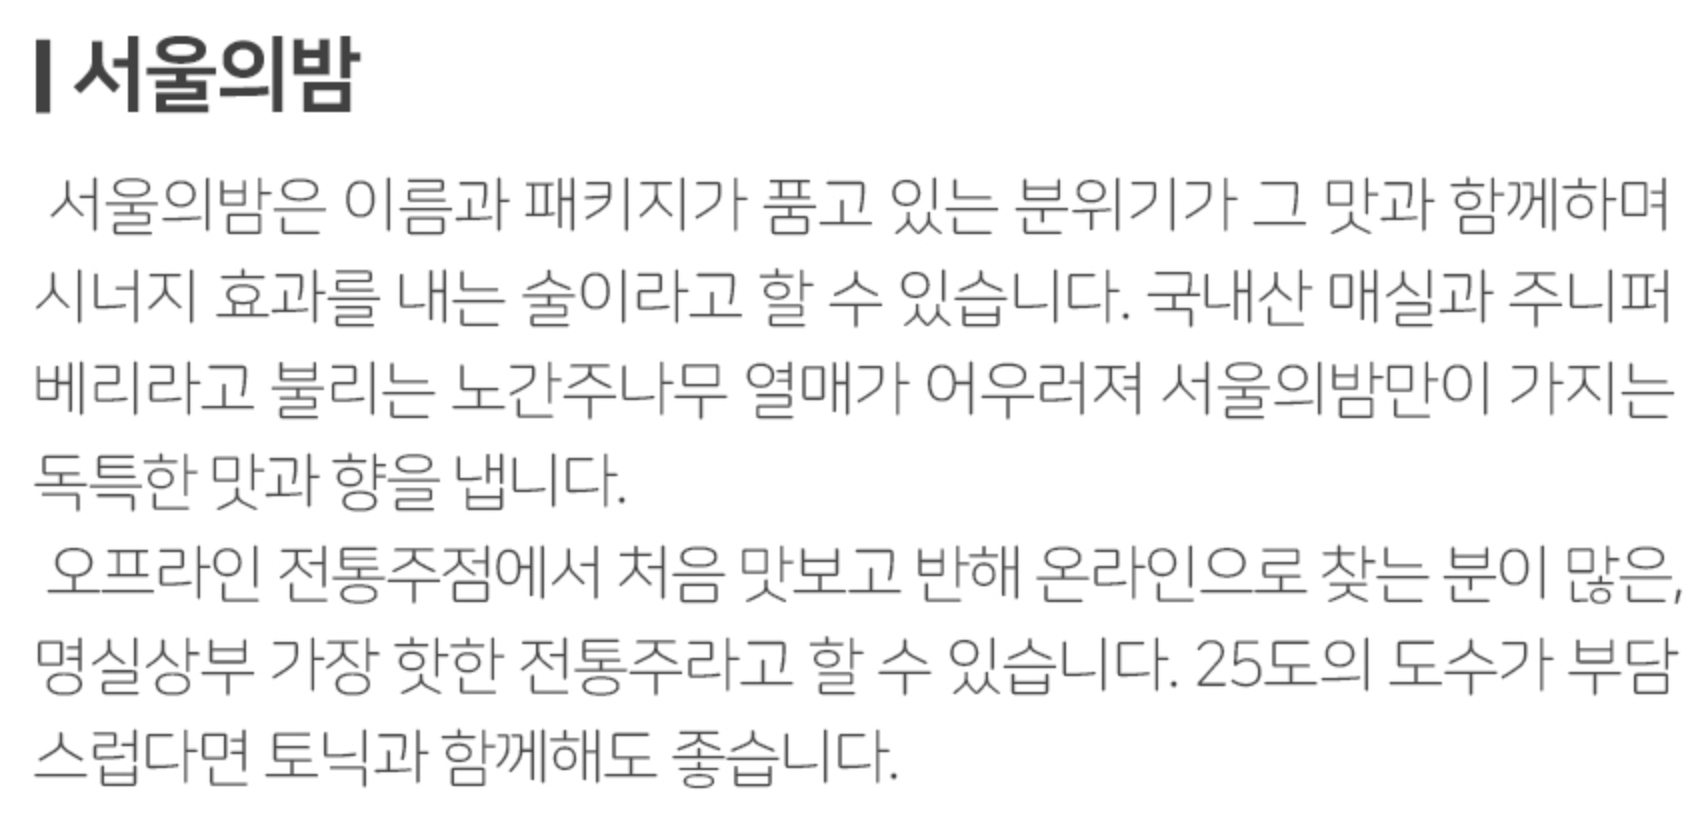 서울의밤
서울의밤은 이름과 패키지가 품고 있는 분위기가 그 맛과 함께하며
시너지 효과를 내는 술이라고 할 수 있습니다. 국내산 매실과 주니퍼
베리라고 불리는 노간주나무 열매가 어우러져 서울의밤만이 가지는
독특한 맛과 향을 냅니다.
오프라인 전통주점에서 처음 맛보고 반해 온라인으로 찾는 분이 많은,
명실상부 가장 핫한 전통주라고 할 수 있습니다. 25도의 도수가 부담
스럽다면 토닉과 함께해도 좋습니다.